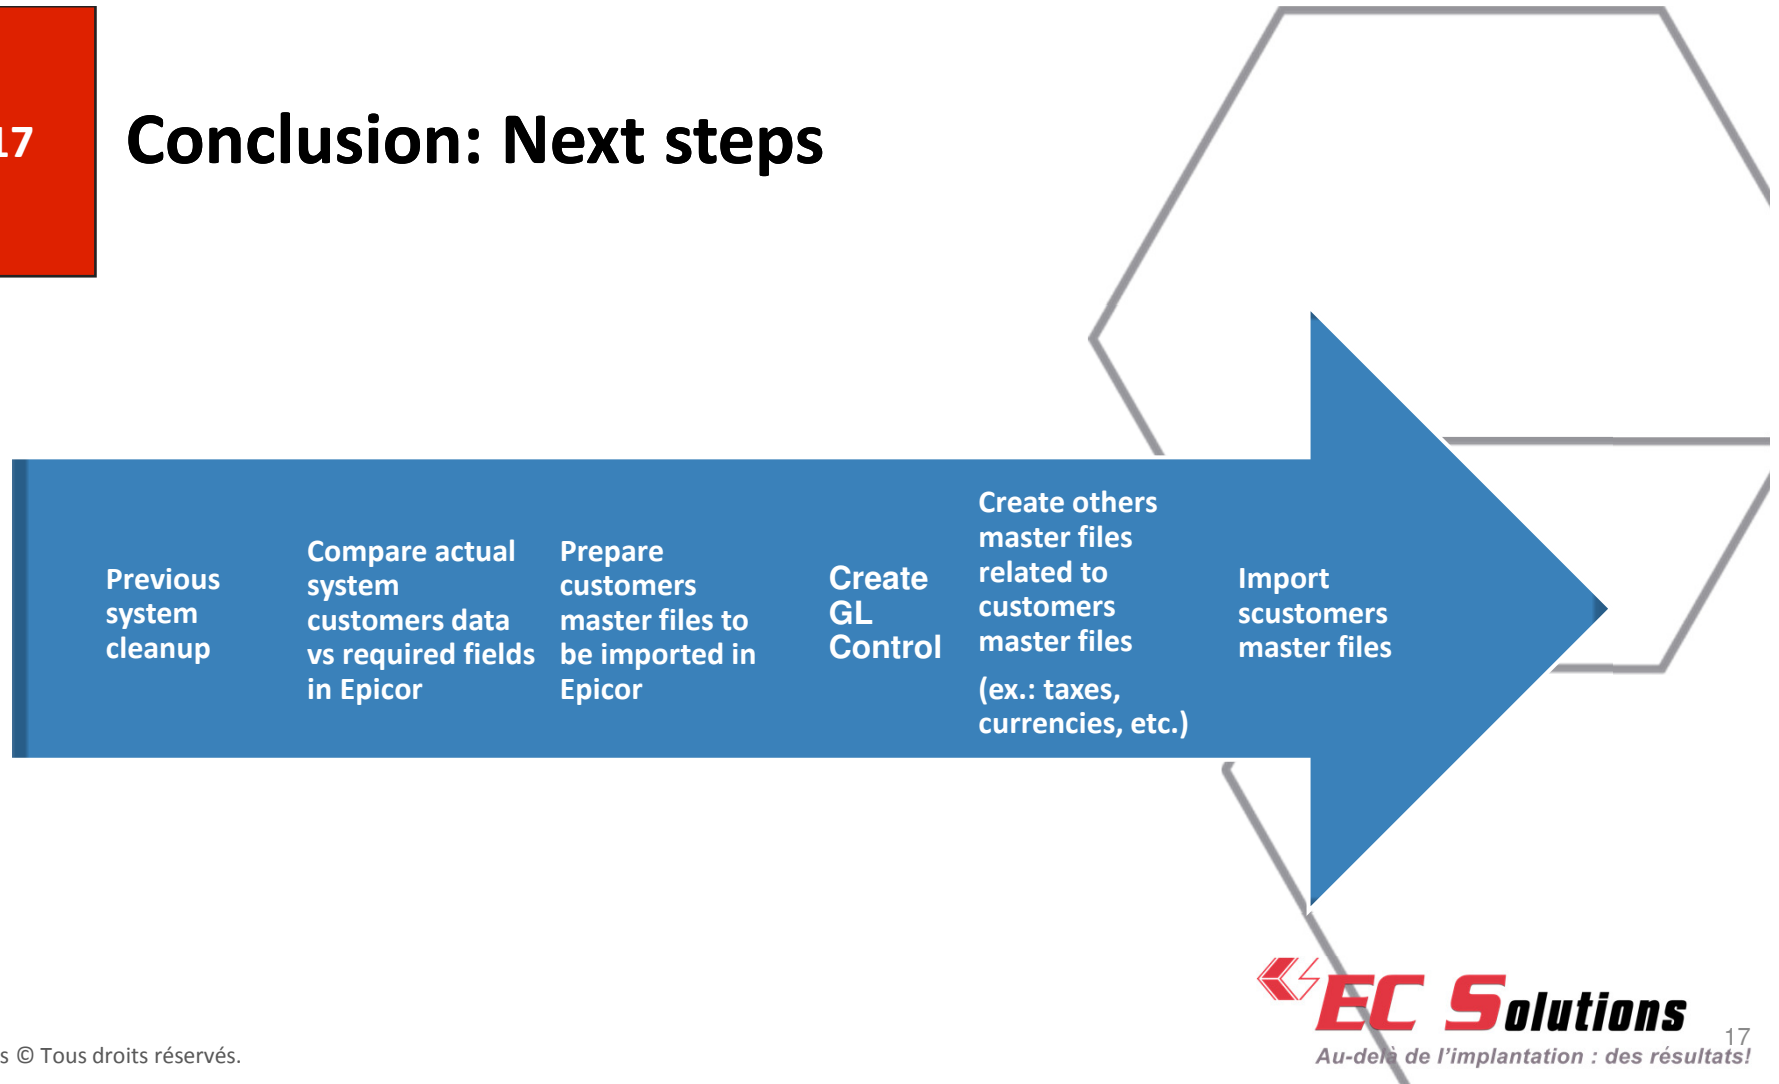 17
Conclusion: Next steps
Previous
system
cleanup
Compare actual
system
customers data
vs required fields
in Epicor
Prepare
customers
master files to
be imported in
Epicor
Create
GL
Control
Create others
master files
related to
customers
master files
(ex.: taxes,
currencies, etc.)
Import
scustomers
master files
EC Solutions
Au-delà de l'implantation : des résultats!
17
s © Tous droits réservés.